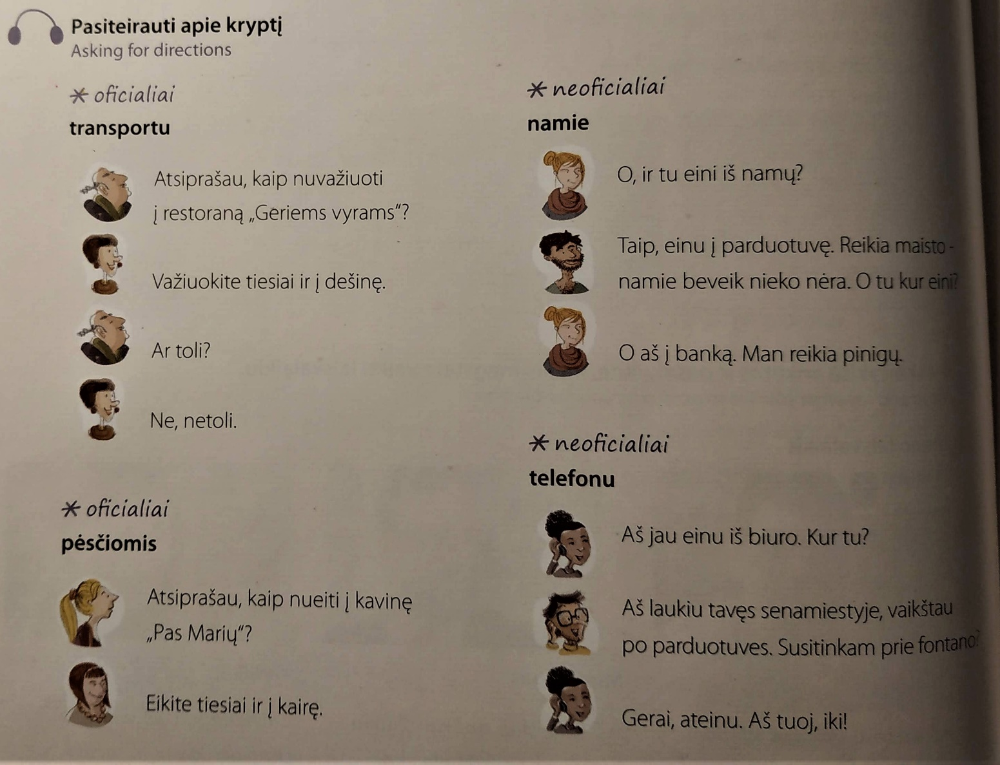 Pasiteirauti apie kryptį
Asking for directions
* oficialiai
transportu
Atsiprašau, kaip nuvažiuoti
į restoraną „Geriems vyrams“?
Važiuokite tiesiai ir į dešinę.
Ar toli?
Ne, netoli.
* oficialiai
pėsčiomis
Atsiprašau, kaip nueiti į kavinę
„Pas Marių“?
Eikite tiesiai ir į kairę.
* neoficialiai
namie
O, ir tu eini iš namų?
Taip, einu į parduotuvę. Reikia maisto -
namie beveik nieko nėra. O tu kur eini?
O aš į banką. Man reikia pinigų.
* neoficialiai
telefonu
Aš jau einu iš biuro. Kur tu?
Aš laukiu tavęs senamiestyje, vaikštau
po parduotuves. Susitinkam prie fontano?
Gerai, ateinu. Aš tuoj, iki!